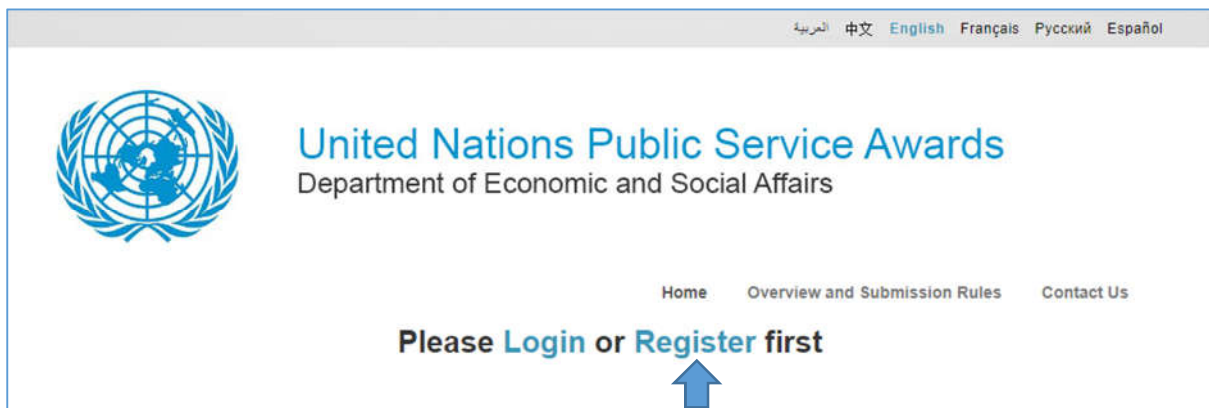 العربية 中文 English Français Русский Español
United Nations Public Service Awards
Department of Economic and Social Affairs
Home Overview and Submission Rules Contact Us
Please Login or Register first